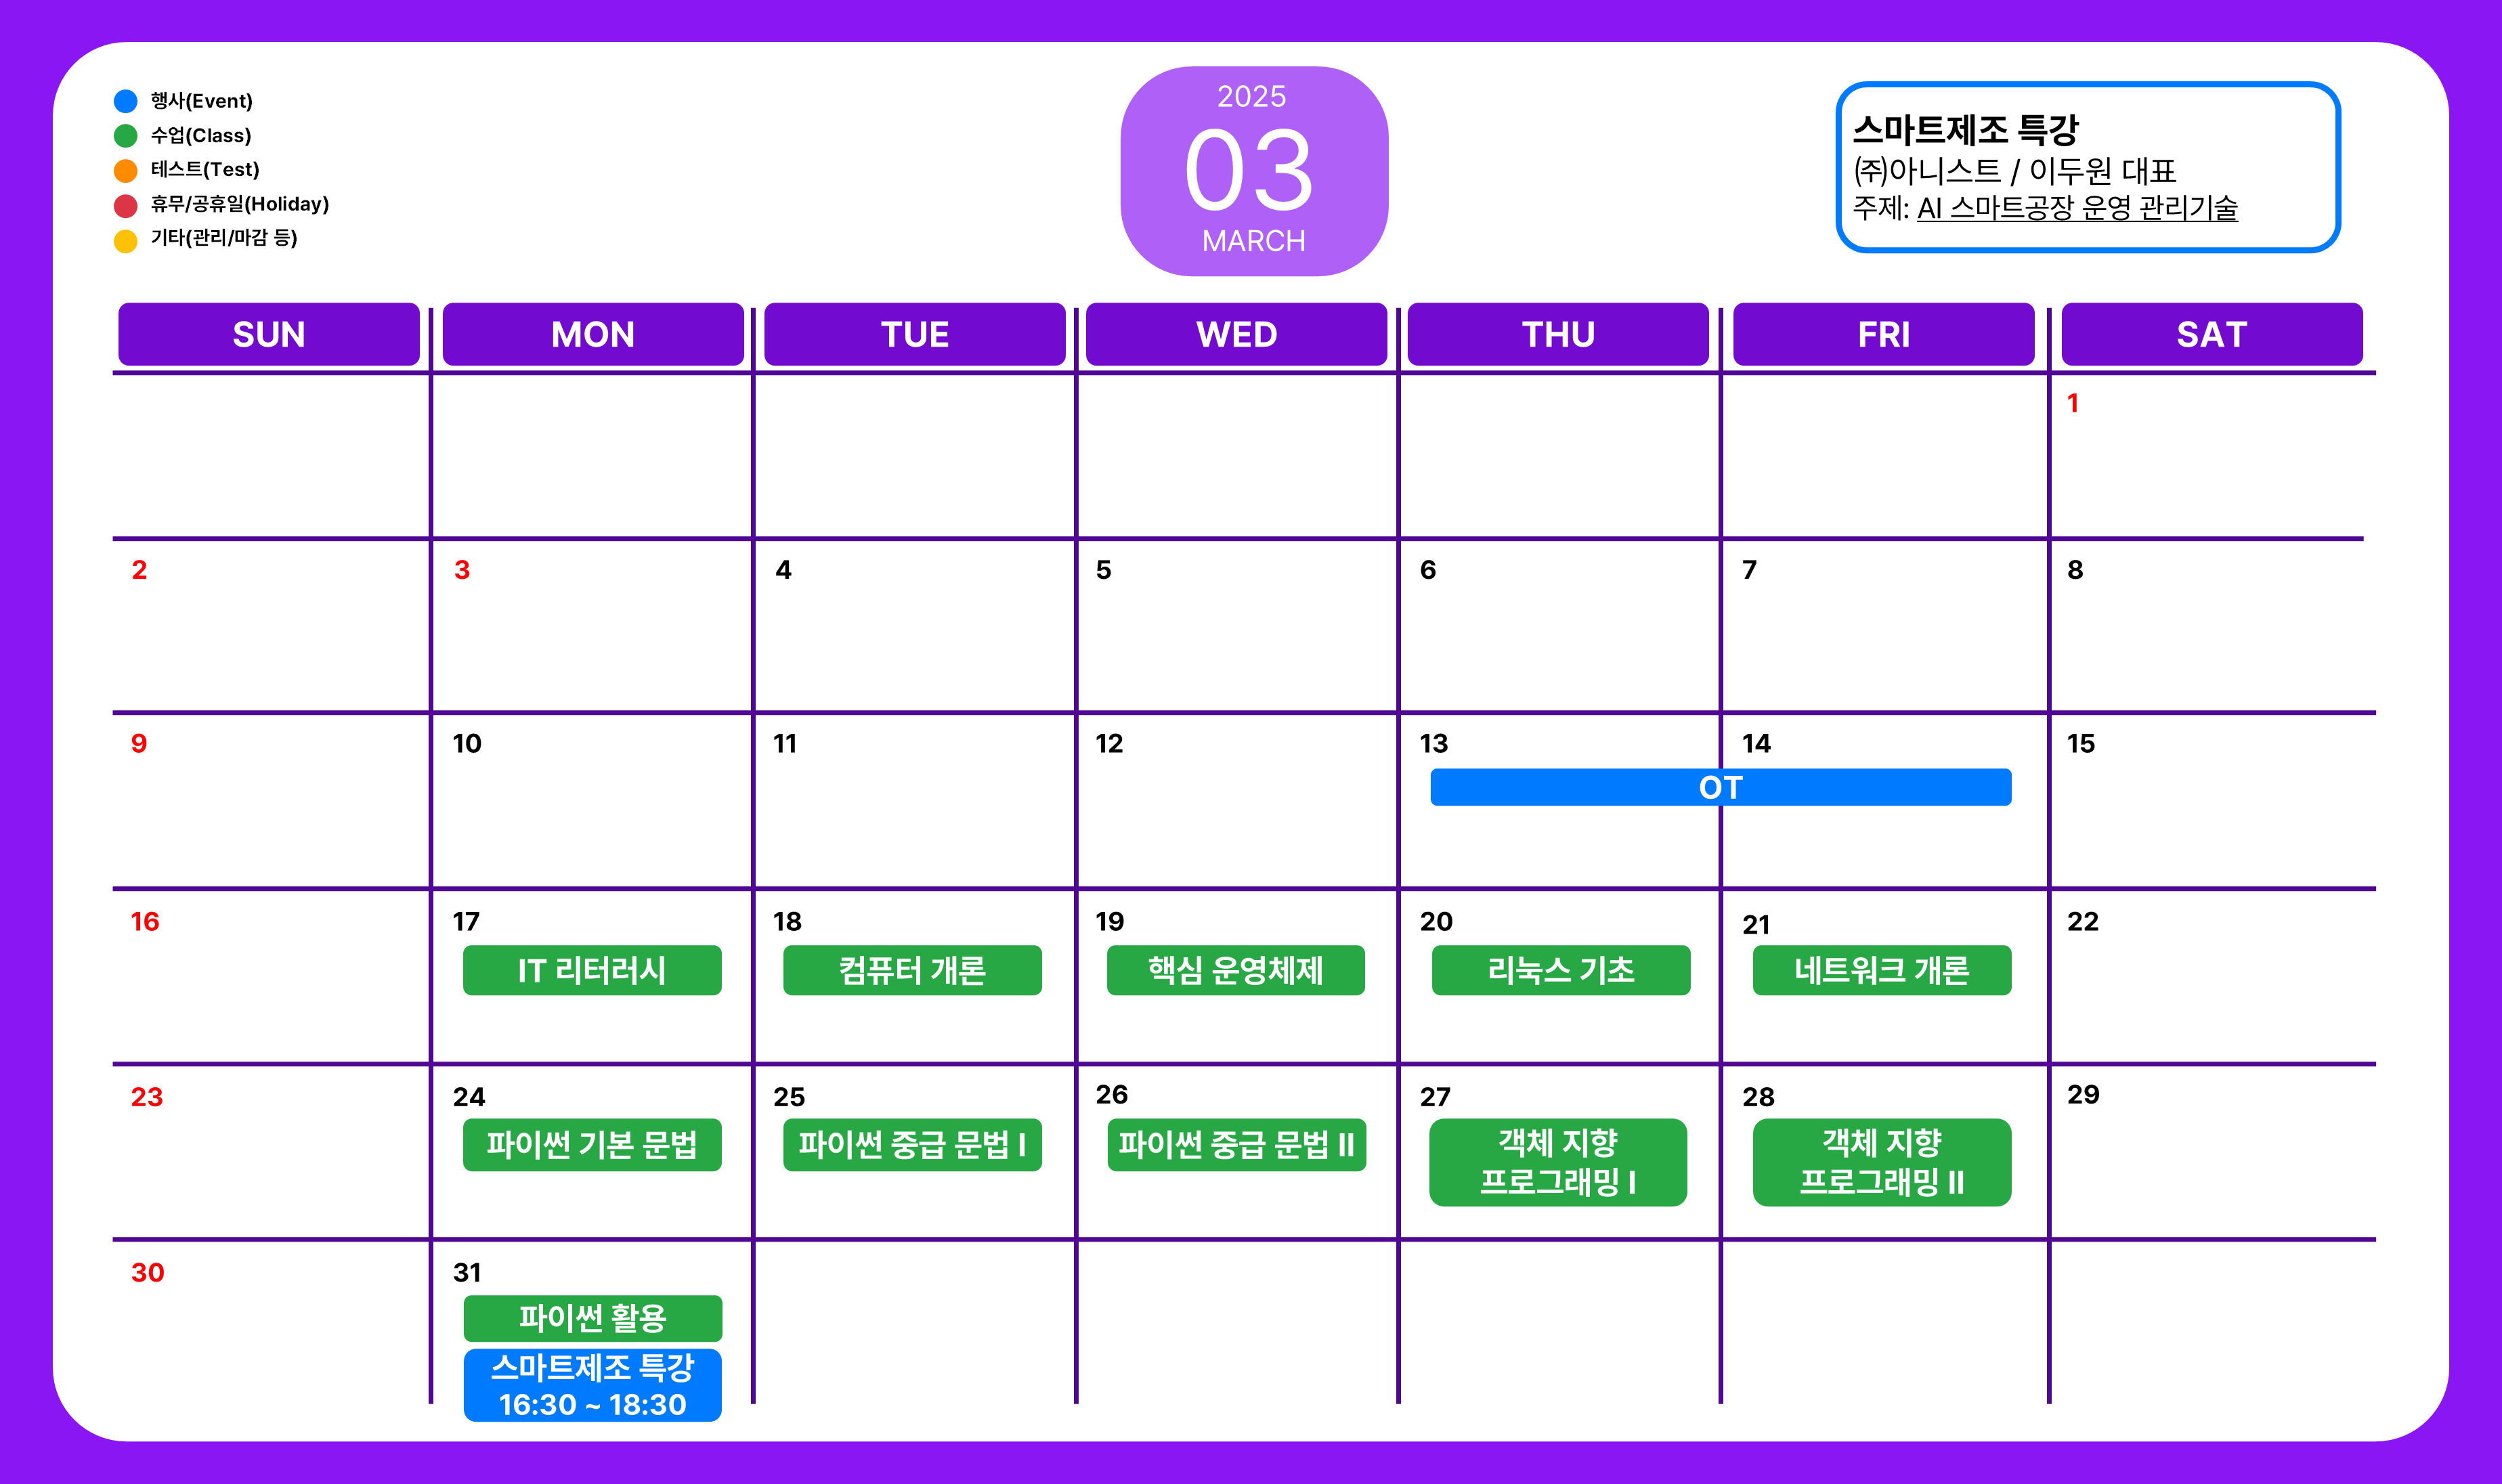 행사(Event)
수업(Class)
테스트(Test)
휴무/공휴일(Holiday)
기타(관리/마감 등)
2025
03
MARCH
스마트제조 특강
㈜아니스트 / 이두원 대표
주제: AI 스마트공장 운영 관리기술
SUN MON TUE WED THU FRI SAT
1
2 3 4 5 6 7 8
9 10 11 12 13 14 15
OT
16 17 18 19 20 21 22
IT 리터러시 컴퓨터 개론 핵심 운영체제 리눅스 기초 네트워크 개론
23 24 25 26 27 28 29
파이썬 기본 문법 파이썬 중급 문법 I 파이썬 중급 문법 II 객체 지향 객체 지향
프로그래밍 I 프로그래밍 II
30 31
파이썬 활용
스마트제조 특강
16:30 ~ 18:30